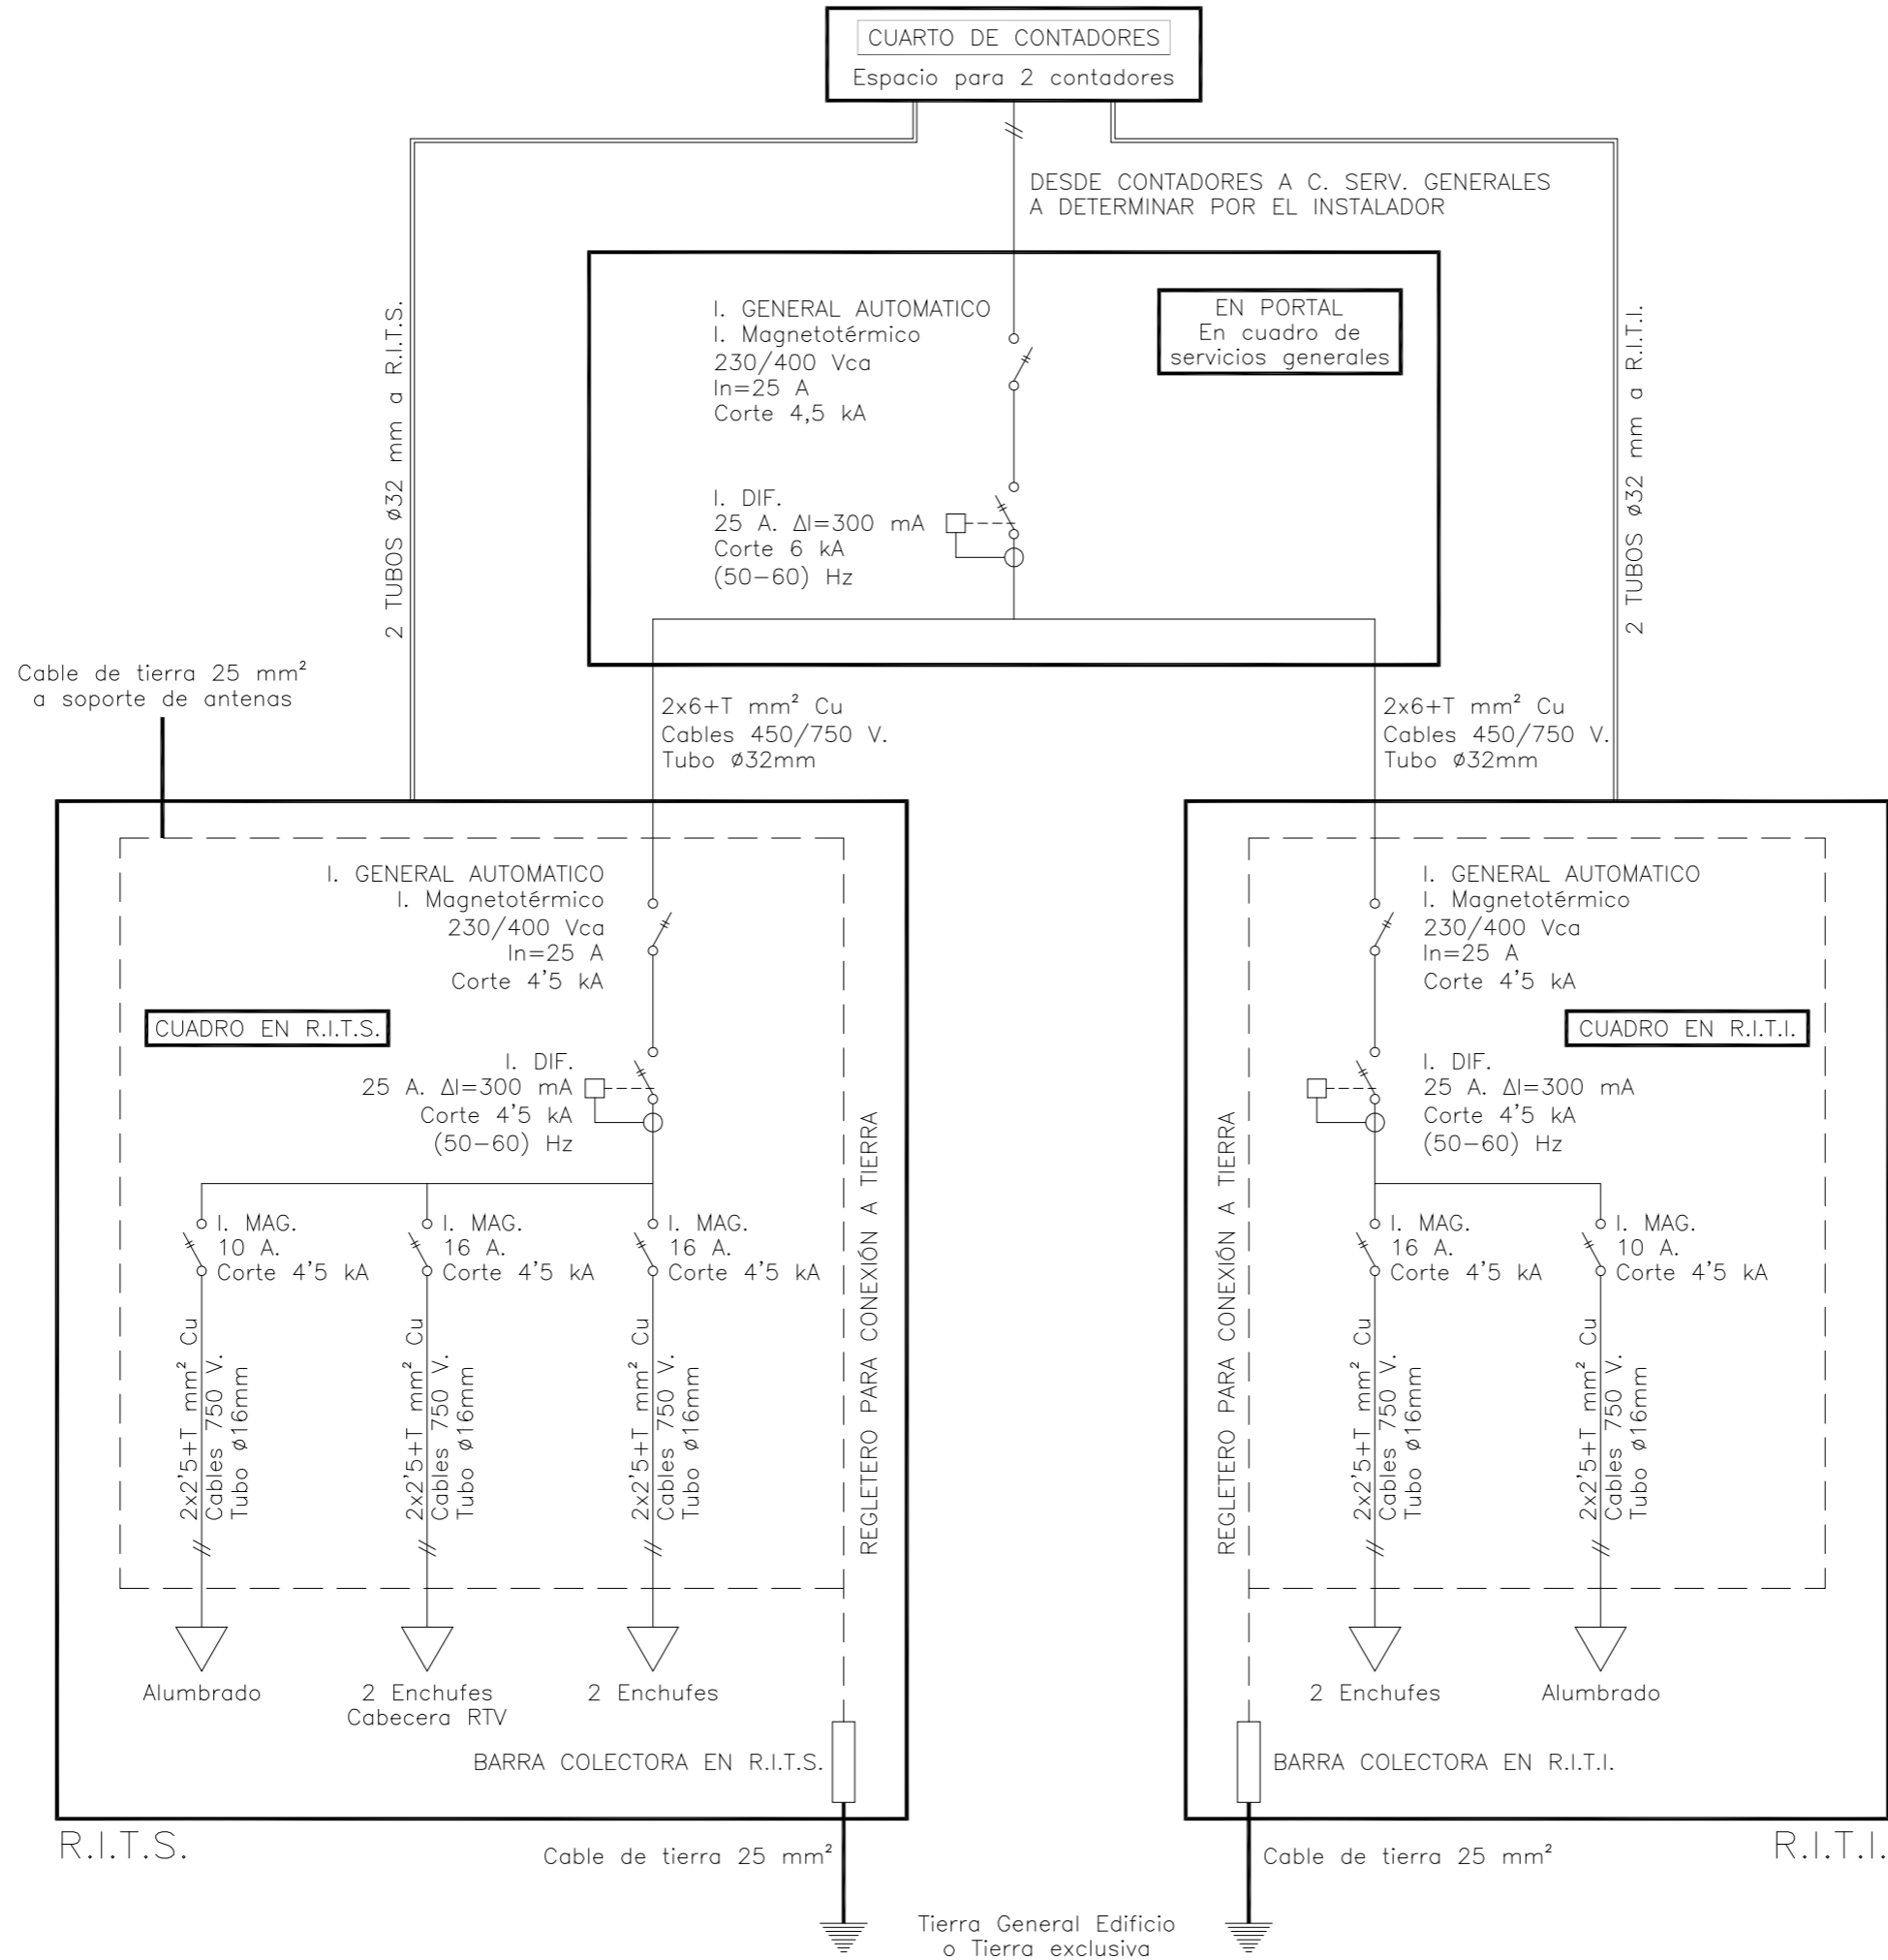 CUARTO DE CONTADORES
Espacio para 2 contadores
DESDE CONTADORES A C. SERV. GENERALES
A DETERMINAR POR EL INSTALADOR
2 TUBOS ø32 mm a R.I.T.S.
2 TUBOS ø32 mm a R.I.T.I.
I. GENERAL AUTOMATICO
I. Magnetotérmico
230/400 Vca
In=25 A
Corte 4,5 kA
EN PORTAL
En cuadro de
servicios generales
I. DIF.
25 A. ΔI=300 mA
Corte 6 kA
(50-60) Hz
Cable de tierra 25 mm²
a soporte de antenas
2x6+T mm² Cu
Cables 450/750 V.
Tubo ø32mm
2x6+T mm² Cu
Cables 450/750 V.
Tubo ø32mm
I. GENERAL AUTOMATICO
I. Magnetotérmico
230/400 Vca
In=25 A
Corte 4'5 kA
CUADRO EN R.I.T.S.
I. DIF.
25 A. ΔI=300 mA
Corte 4'5 kA
(50-60) Hz
I. MAG.
10 A.
Corte 4'5 kA
I. MAG.
16 A.
Corte 4'5 kA
I. MAG.
16 A.
Corte 4'5 kA
2x2'5+T mm² Cu
Cables 750 V.
Tubo ø16mm
2x2'5+T mm² Cu
Cables 750 V.
Tubo ø16mm
2x2'5+T mm² Cu
Cables 750 V.
Tubo ø16mm
REGLETERO PARA CONEXIÓN A TIERRA
Alumbrado
2 Enchufes
Cabecera RTV
2 Enchufes
BARRA COLECTORA EN R.I.T.S.
R.I.T.S.
Cable de tierra 25 mm²
I. GENERAL AUTOMATICO
I. Magnetotérmico
230/400 Vca
In=25 A
Corte 4'5 kA
CUADRO EN R.I.T.I.
I. DIF.
25 A. ΔI=300 mA
Corte 4'5 kA
(50-60) Hz
REGLETERO PARA CONEXIÓN A TIERRA
I. MAG.
16 A.
Corte 4'5 kA
I. MAG.
10 A.
Corte 4'5 kA
2x2'5+T mm² Cu
Cables 750 V.
Tubo ø16mm
2x2'5+T mm² Cu
Cables 750 V.
Tubo ø16mm
2 Enchufes
Alumbrado
BARRA COLECTORA EN R.I.T.I.
Cable de tierra 25 mm²
R.I.T.I.
Tierra General Edificio
o Tierra exclusiva